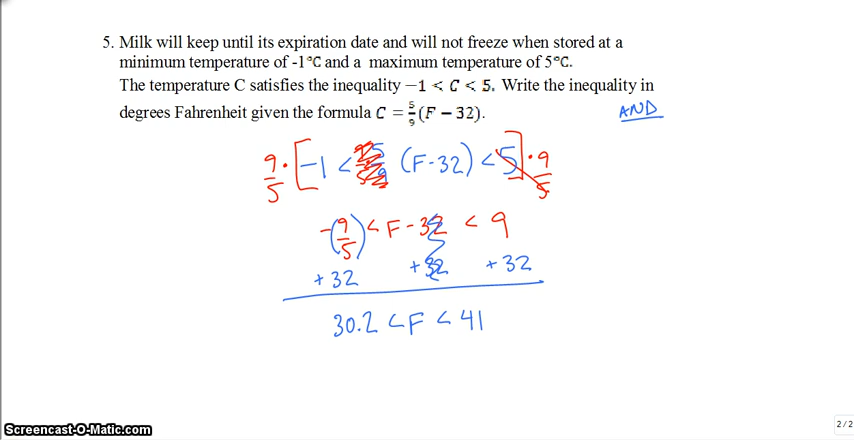 5. Milk will keep until its expiration date and will not freeze when stored at a
minimum temperature of -1°C and a maximum temperature of 5°C.
The temperature C satisfies the inequality −1 < C < 5. Write the inequality in
degrees Fahrenheit given the formula C = 5/9 (F − 32).
AND
9/5 · [-1 < (F-32) < 5] · 9/5
-(9/5) < F - 32 < 9
+32 +32 +32
30.2 < F < 41
Screencast-O-Matic.com
2 / 2